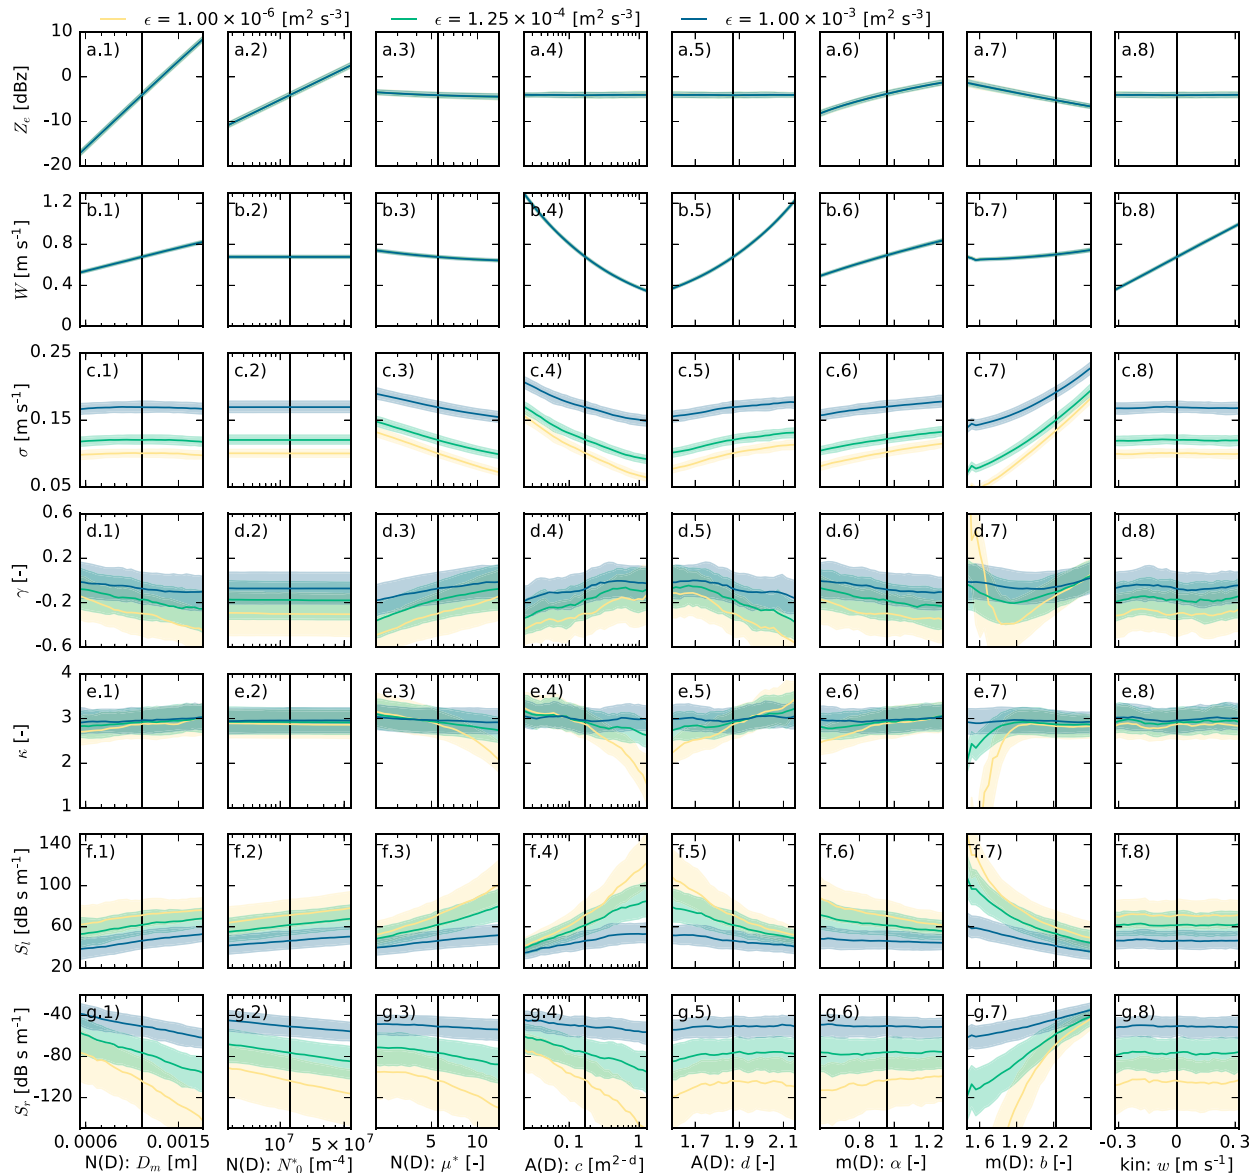 ϵ = 1.00 × 10⁻⁶ [m² s⁻³] ϵ = 1.25 × 10⁻⁴ [m² s⁻³] ϵ = 1.00 × 10⁻³ [m² s⁻³]
10
0
-10
-20
Z_e [dBz]
a.1) a.2) a.3) a.4) a.5) a.6) a.7) a.8)
1.2
0.8
0.4
0
W [m s⁻¹]
b.1) b.2) b.3) b.4) b.5) b.6) b.7) b.8)
0.25
0.15
0.05
σ [m s⁻¹]
c.1) c.2) c.3) c.4) c.5) c.6) c.7) c.8)
0.6
0.2
-0.2
-0.6
γ [-]
d.1) d.2) d.3) d.4) d.5) d.6) d.7) d.8)
4
3
2
1
κ [-]
e.1) e.2) e.3) e.4) e.5) e.6) e.7) e.8)
140
100
60
20
S_l [dB s m⁻¹]
f.1) f.2) f.3) f.4) f.5) f.6) f.7) f.8)
-40
-80
-120
S_r [dB s m⁻¹]
g.1) g.2) g.3) g.4) g.5) g.6) g.7) g.8)
0.0006 0.0015 10⁷ 5×10⁷ 5 10 0.1 1 1.7 1.9 2.1 0.8 1 1.2 1.6 1.9 2.2 -0.3 0 0.3
N(D): D_m [m] N(D): N₀* [m⁻⁴] N(D): μ* [-] A(D): c [m²⁻ᵈ] A(D): d [-] m(D): α [-] m(D): b [-] kin: w [m s⁻¹]